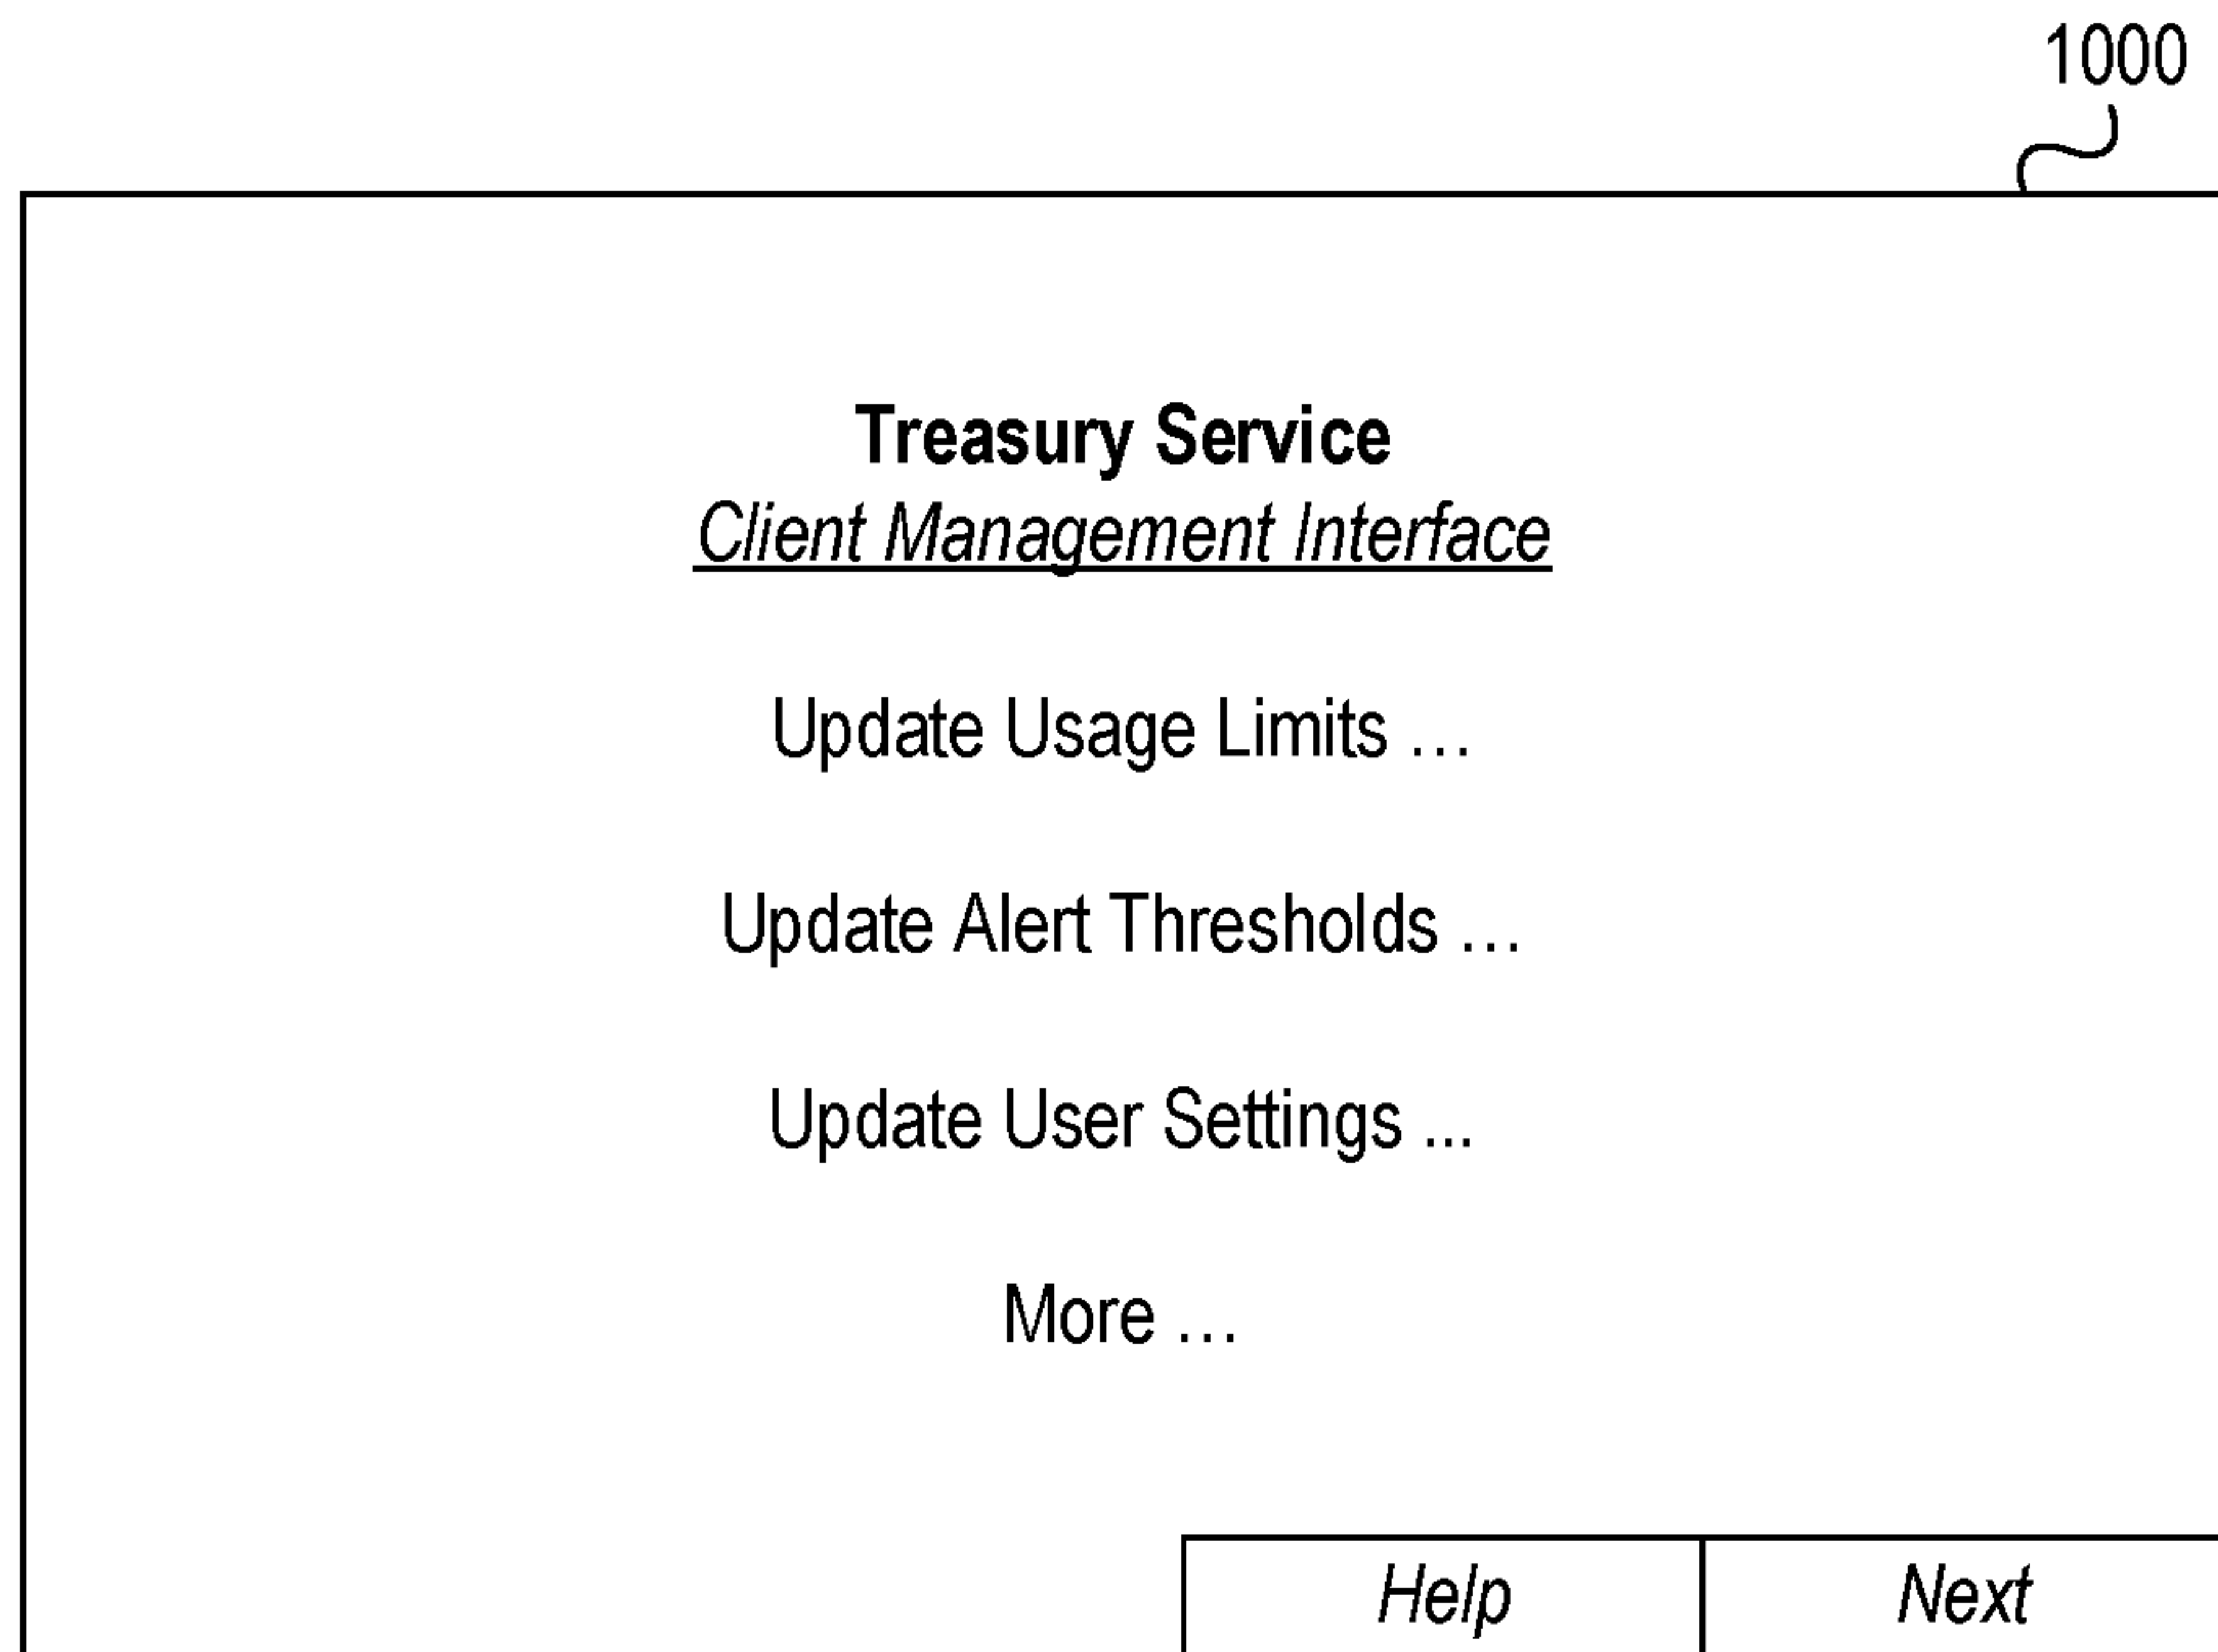 1000
Treasury Service
Client Management Interface
Update Usage Limits ...
Update Alert Thresholds ...
Update User Settings ...
More ...
Help Next